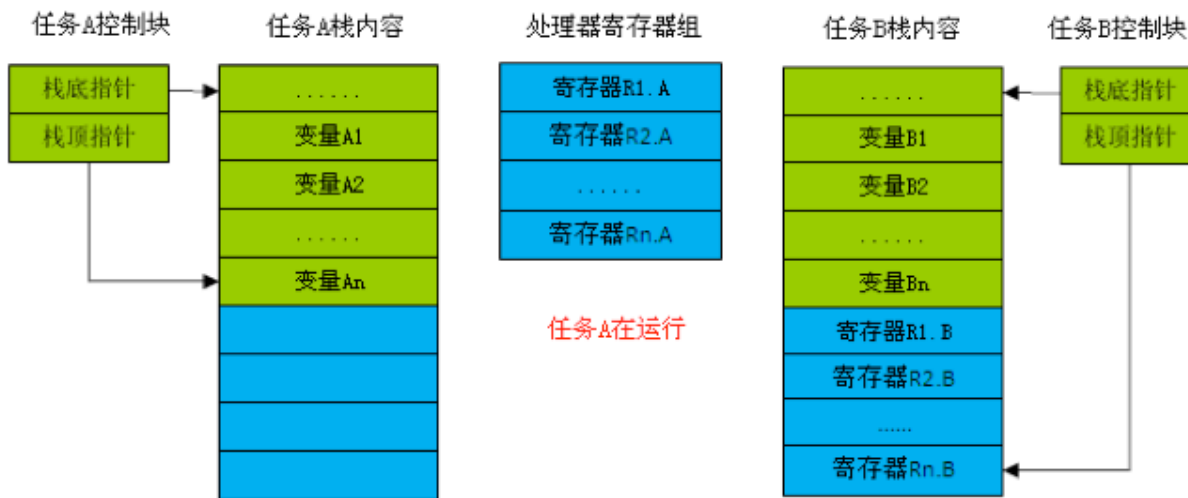 任务A控制块
栈底指针
栈顶指针
任务A栈内容
......
变量A1
变量A2
......
变量An
处理器寄存器组
寄存器R1.A
寄存器R2.A
......
寄存器Rn.A
任务A在运行
任务B栈内容
......
变量B1
变量B2
......
变量Bn
寄存器R1.B
寄存器R2.B
......
寄存器Rn.B
任务B控制块
栈底指针
栈顶指针